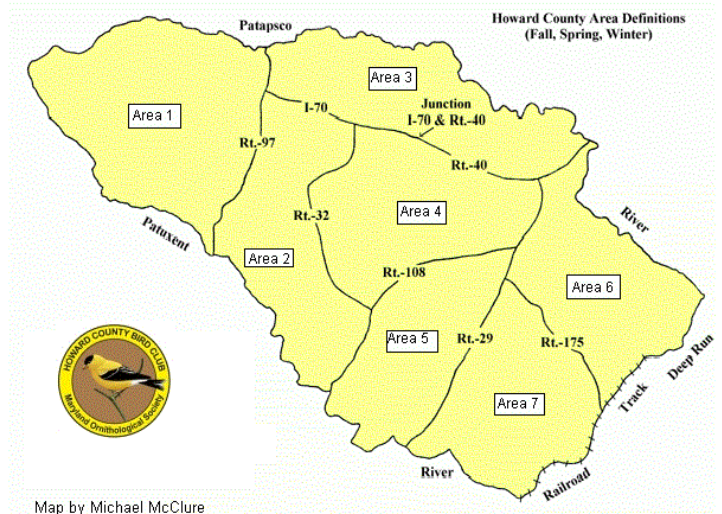 Howard County Area Definitions
(Fall, Spring, Winter)
Patapsco
Area 3
I-70
Junction
I-70 & Rt.-40
Area 1
Rt.-97
Rt.-40
Rt.-32
Area 4
River
Patuxent
Area 2
Rt.-108
Area 6
Area 5
Rt.-29
Rt.-175
Deep Run
Track
Area 7
River
Railroad
HOWARD COUNTY BIRD CLUB
Maryland Ornithological Society
Map by Michael McClure